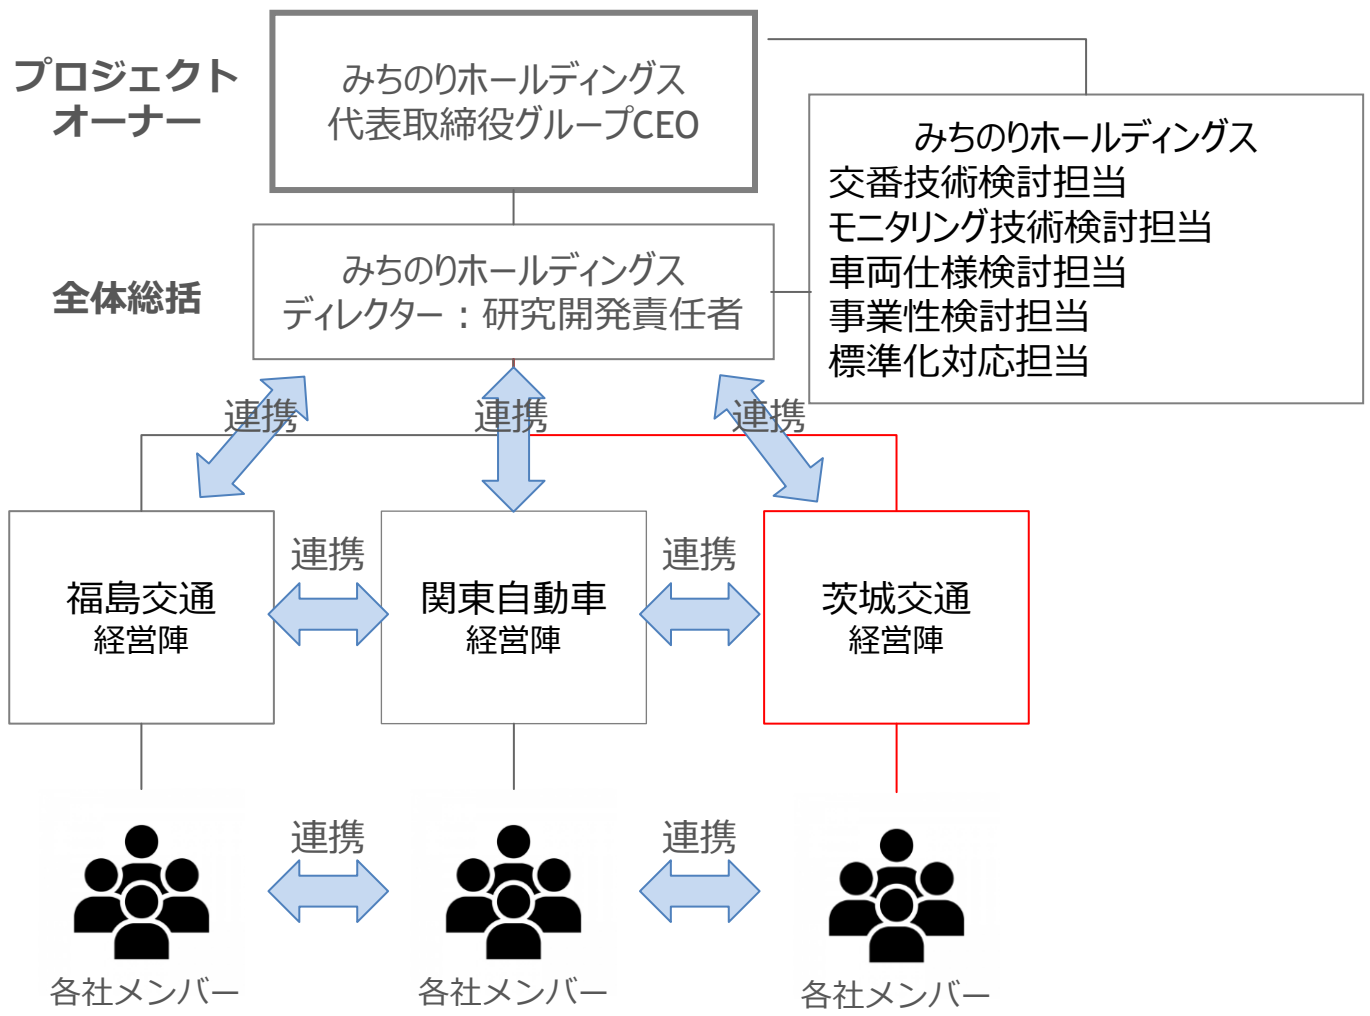 プロジェクト
オーナー
みちのりホールディングス
代表取締役グループCEO
みちのりホールディングス
交番技術検討担当
モニタリング技術検討担当
車両仕様検討担当
事業性検討担当
標準化対応担当
全体総括
みちのりホールディングス
ディレクター：研究開発責任者
連携
連携
連携
福島交通
経営陣
連携
関東自動車
経営陣
連携
茨城交通
経営陣
連携
連携
各社メンバー
各社メンバー
各社メンバー